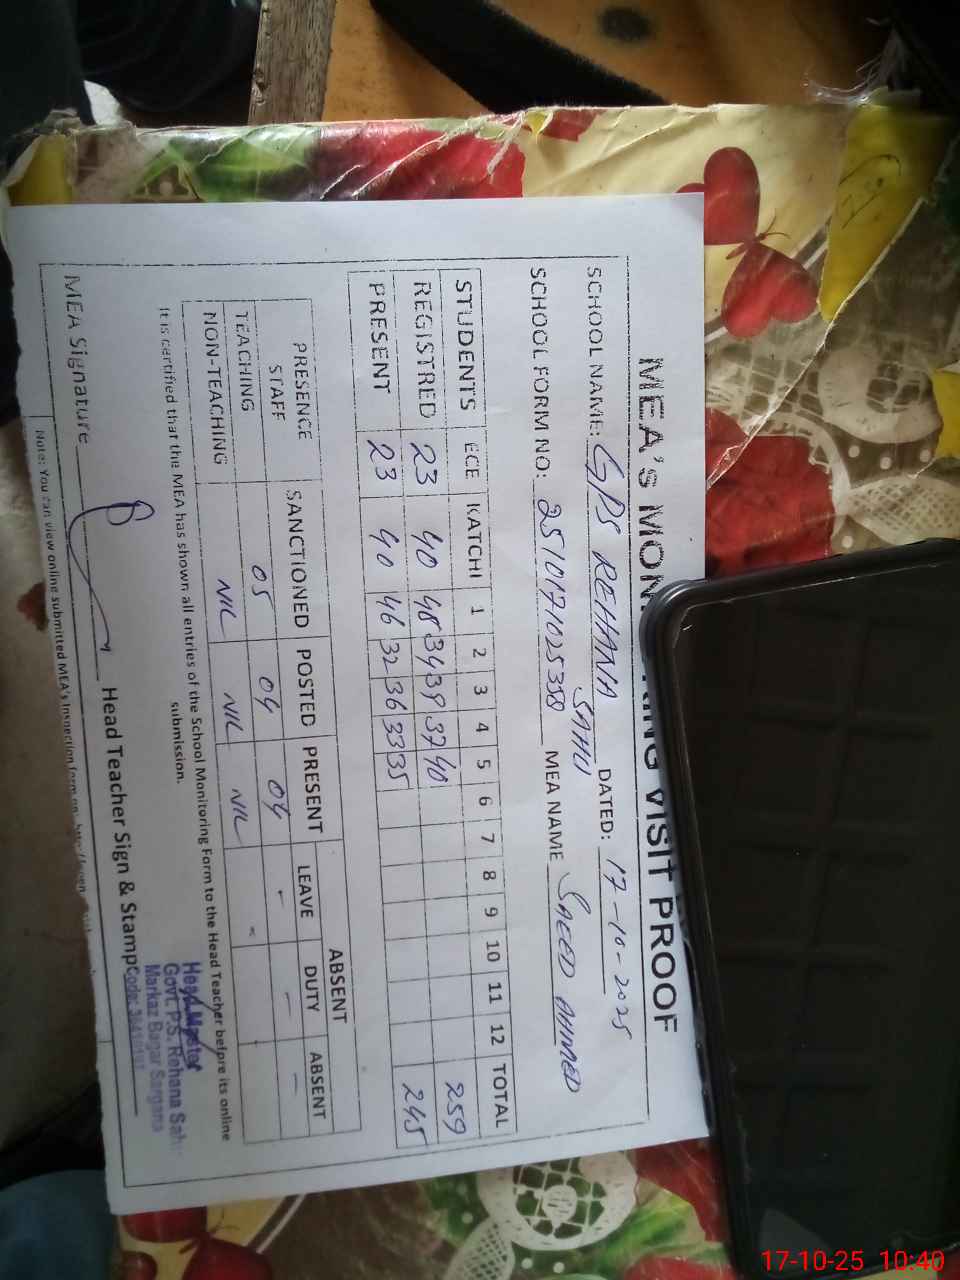 MEA's MON RING VISIT PROOF
SCHOOL NAME: GPS REHANA SAHU DATED: 17-10-2025
SCHOOL FORM NO: MEA NAME SAEED AHMED
STUDENTS ECE KATCHI 1 2 3 4 5 6 7 8 9 10 11 12 TOTAL
REGISTRED 23 40 48 34 39 37 40 259
PRESENT 23 40 46 32 36 33 35 245
PRESENCE ABSENT
STAFF SANCTIONED POSTED PRESENT LEAVE DUTY ABSENT
TEACHING 05 04 04 - - -
NON-TEACHING NIL NIL NIL -
It is certified that the MEA has shown all entries of the School Monitoring Form to the Head Teacher before its online
submission.
Head Master
Govt. P.S. Rehana Sahu
Markaz Bagar Sargana
Code:
MEA Signature Head Teacher Sign & Stamp
Note: You can view online submitted MEA's Inspection form on
17-10-25 10:40